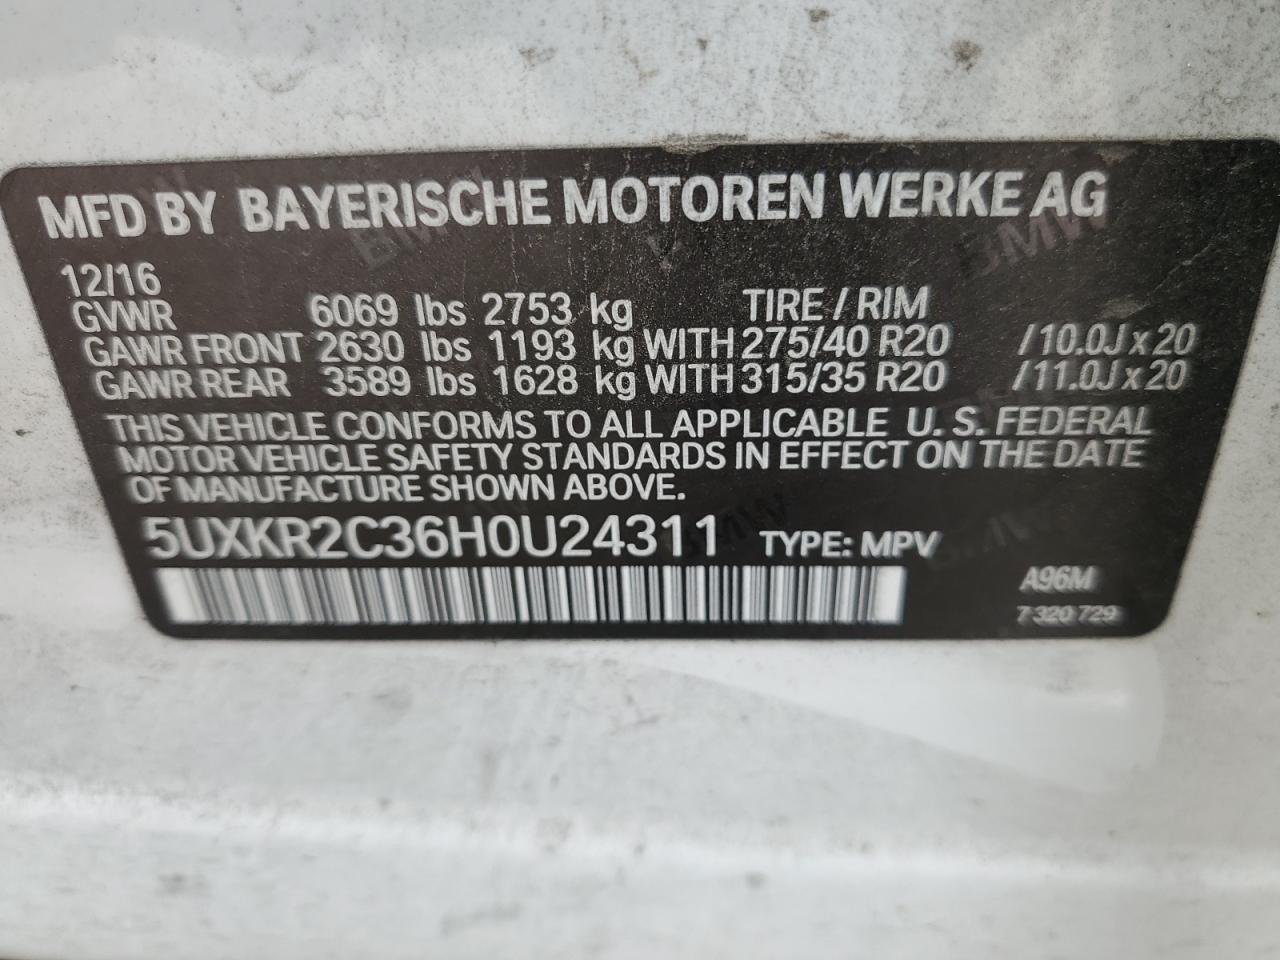 MFD BY BAYERISCHE MOTOREN WERKE AG
12/16
GVWR 6069 lbs 2753 kg TIRE / RIM
GAWR FRONT 2630 lbs 1193 kg WITH 275/40 R20 /10.0J x 20
GAWR REAR 3589 lbs 1628 kg WITH 315/35 R20 /11.0J x 20
THIS VEHICLE CONFORMS TO ALL APPLICABLE U. S. FEDERAL
MOTOR VEHICLE SAFETY STANDARDS IN EFFECT ON THE DATE
OF MANUFACTURE SHOWN ABOVE.
5UXKR2C36H0U24311 TYPE: MPV
A96M
7 320 729
BMW
BMW
BMW